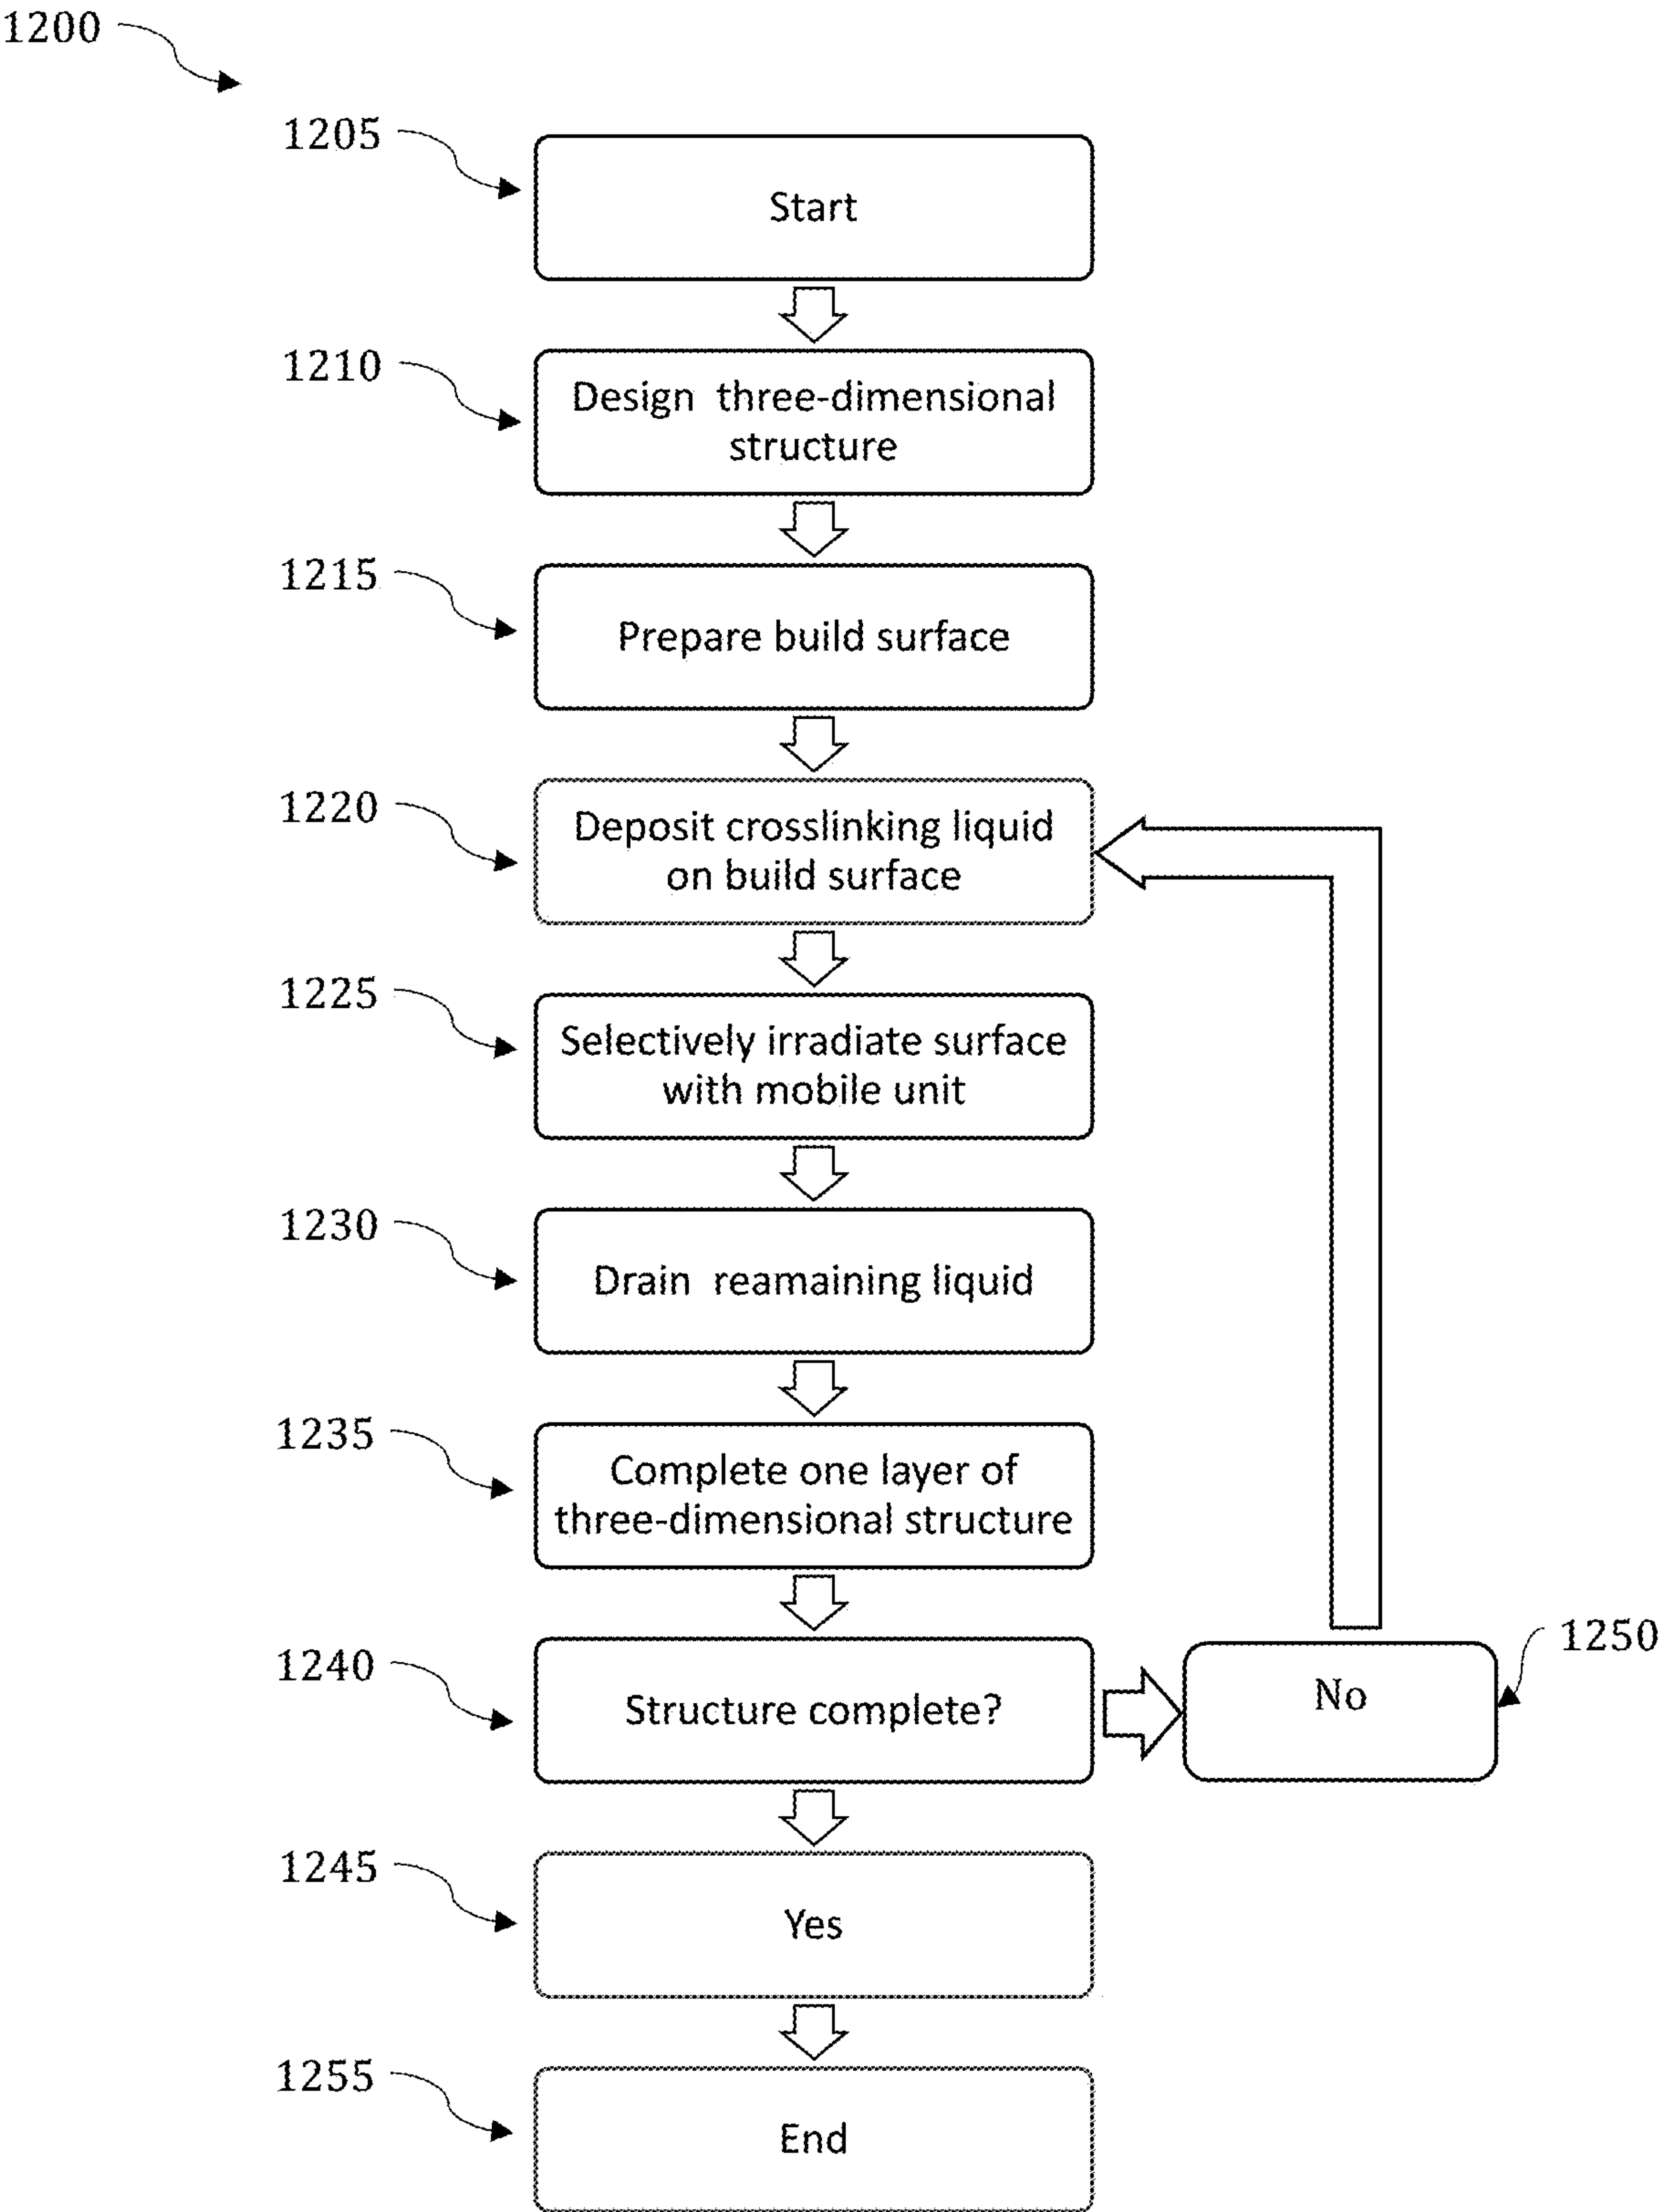 1200
1205
Start
1210
Design three-dimensional
structure
1215
Prepare build surface
1220
Deposit crosslinking liquid
on build surface
1225
Selectively irradiate surface
with mobile unit
1230
Drain reamaining liquid
1235
Complete one layer of
three-dimensional structure
1240
Structure complete?
No
1250
1245
Yes
1255
End